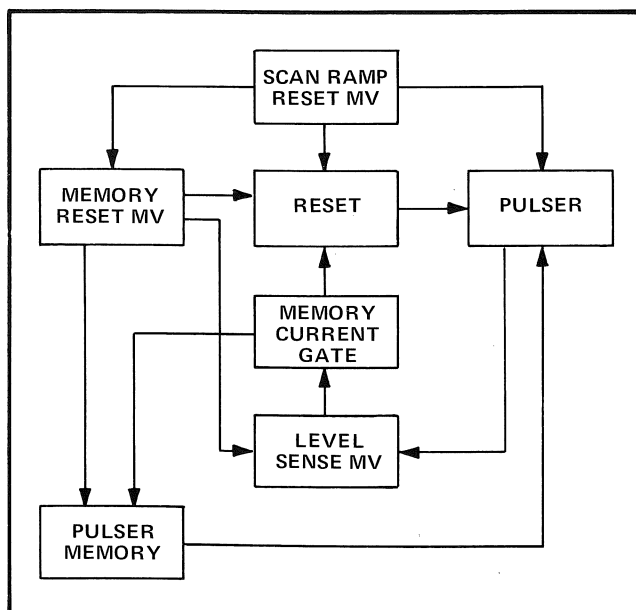 SCAN RAMP
RESET MV
MEMORY
RESET MV
RESET
PULSER
MEMORY
CURRENT
GATE
LEVEL
SENSE MV
PULSER
MEMORY